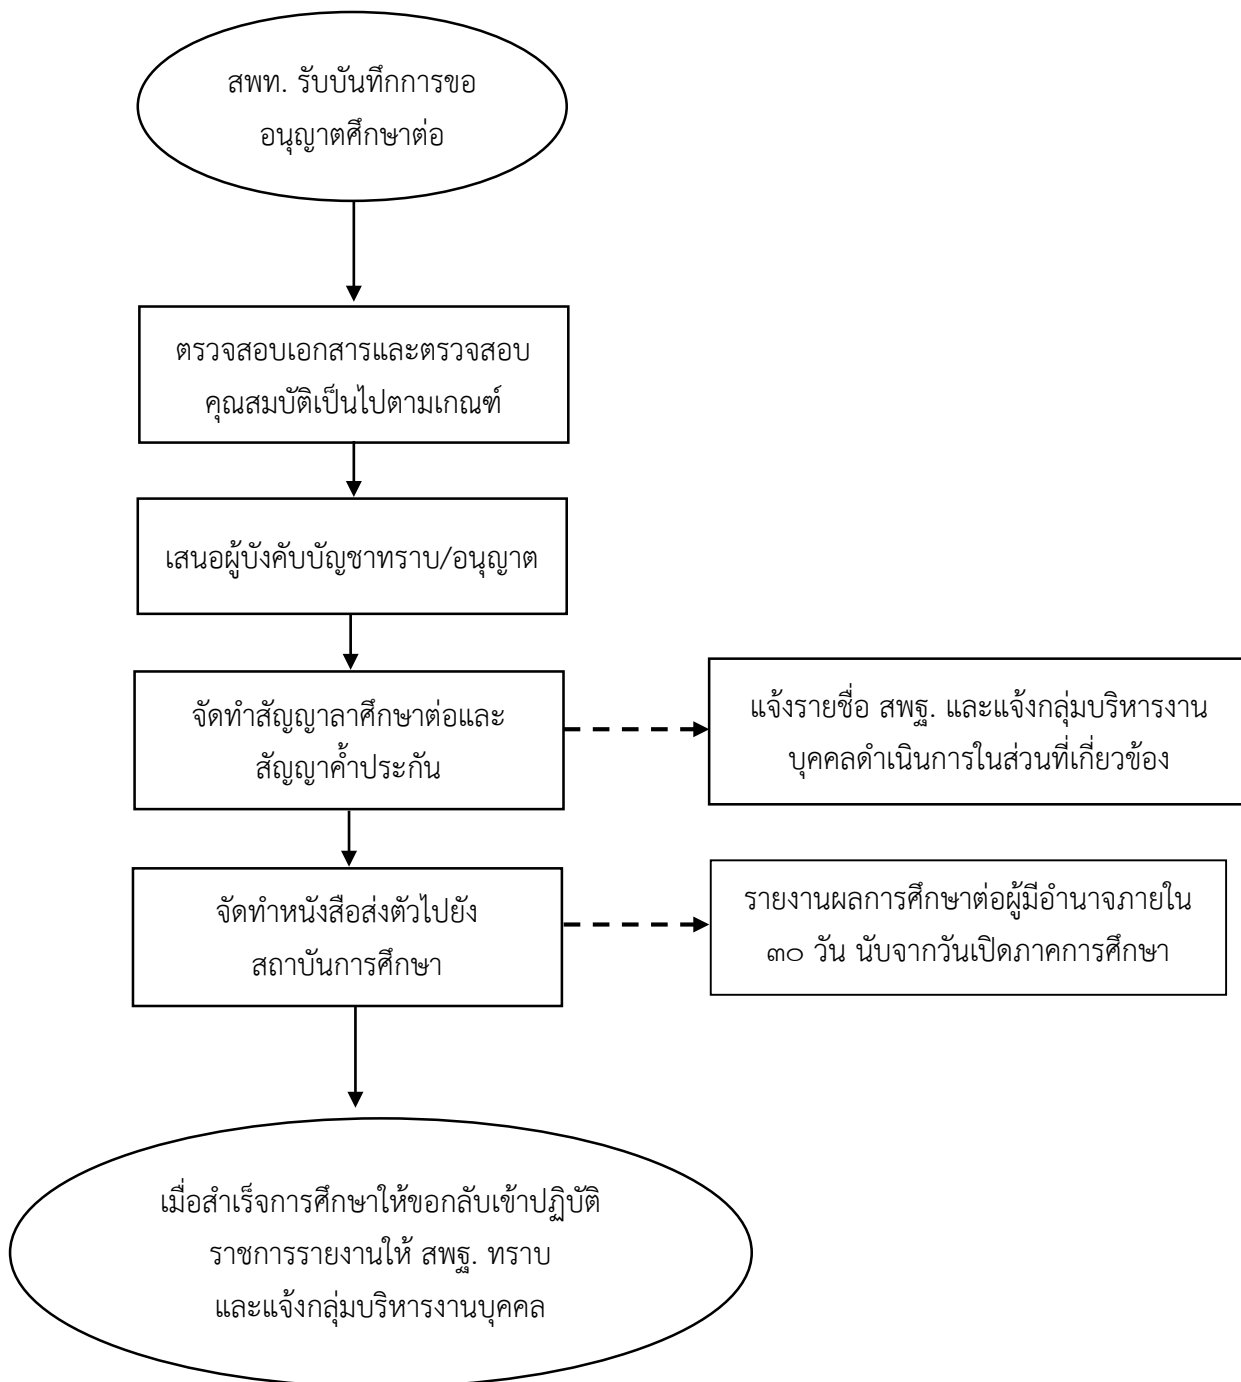 สพท. รับบันทึกการขอ
อนุญาตศึกษาต่อ
ตรวจสอบเอกสารและตรวจสอบ
คุณสมบัติเป็นไปตามเกณฑ์
เสนอผู้บังคับบัญชาทราบ/อนุญาต
จัดทำสัญญาลาศึกษาต่อและ
สัญญาค้ำประกัน
แจ้งรายชื่อ สพฐ. และแจ้งกลุ่มบริหารงาน
บุคคลดำเนินการในส่วนที่เกี่ยวข้อง
จัดทำหนังสือส่งตัวไปยัง
สถาบันการศึกษา
รายงานผลการศึกษาต่อผู้มีอำนาจภายใน
๓๐ วัน นับจากวันเปิดภาคการศึกษา
เมื่อสำเร็จการศึกษาให้ขอกลับเข้าปฏิบัติ
ราชการรายงานให้ สพฐ. ทราบ
และแจ้งกลุ่มบริหารงานบุคคล